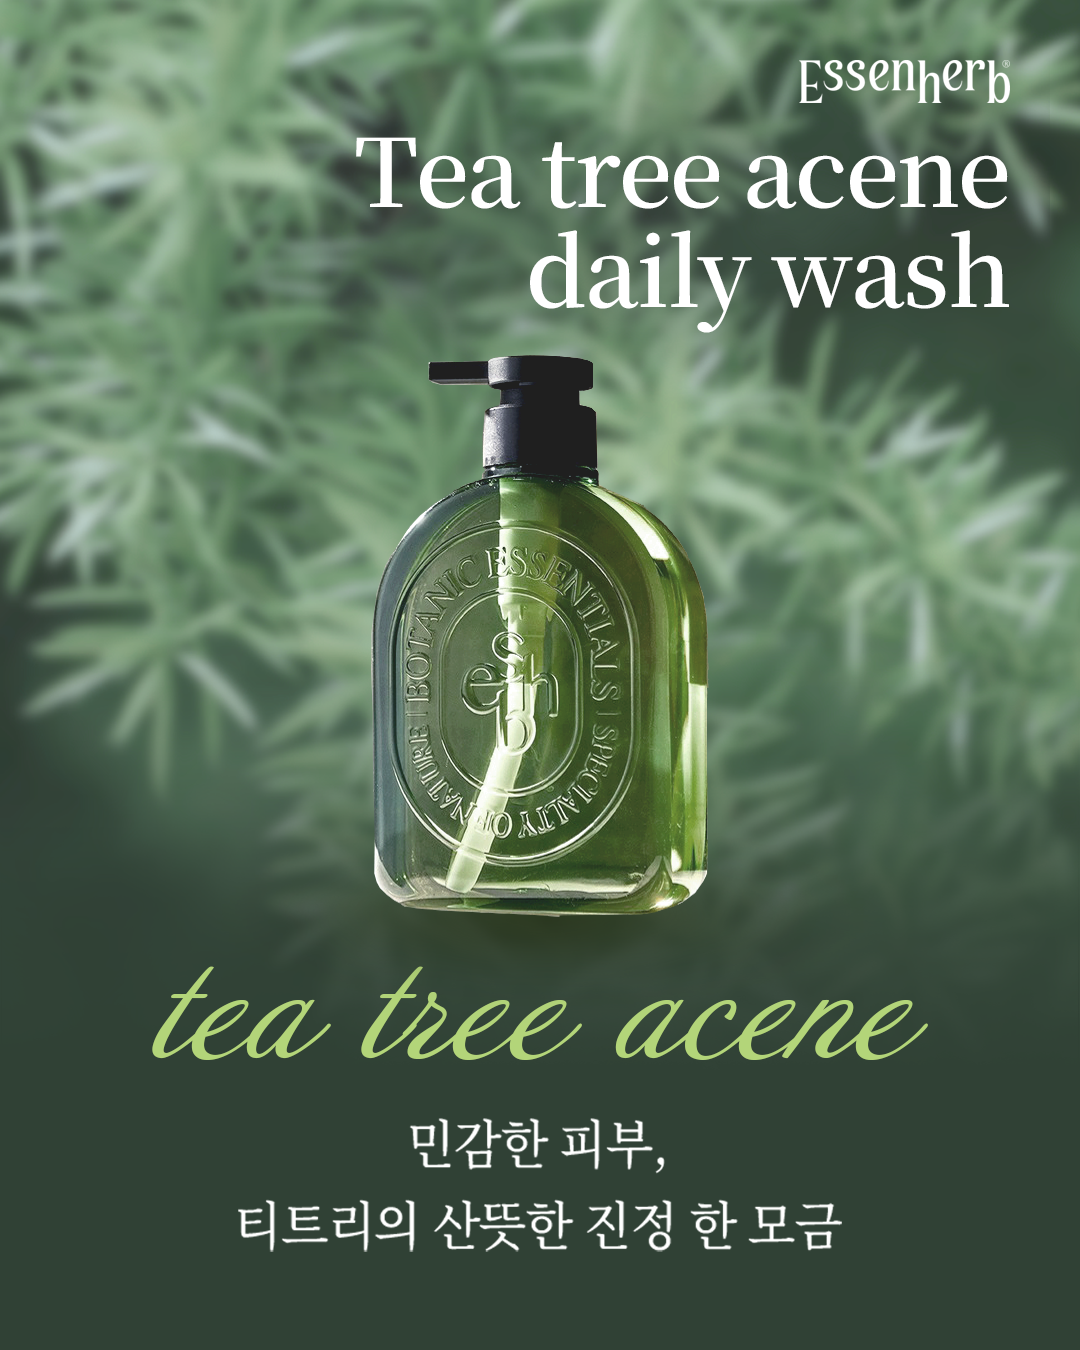 Essenherb®
Tea tree acene
daily wash
BOTANIC ESSENTIALS | SPECIALTY OF NATURE |
eshb
tea tree acene
민감한 피부,
티트리의 산뜻한 진정 한 모금